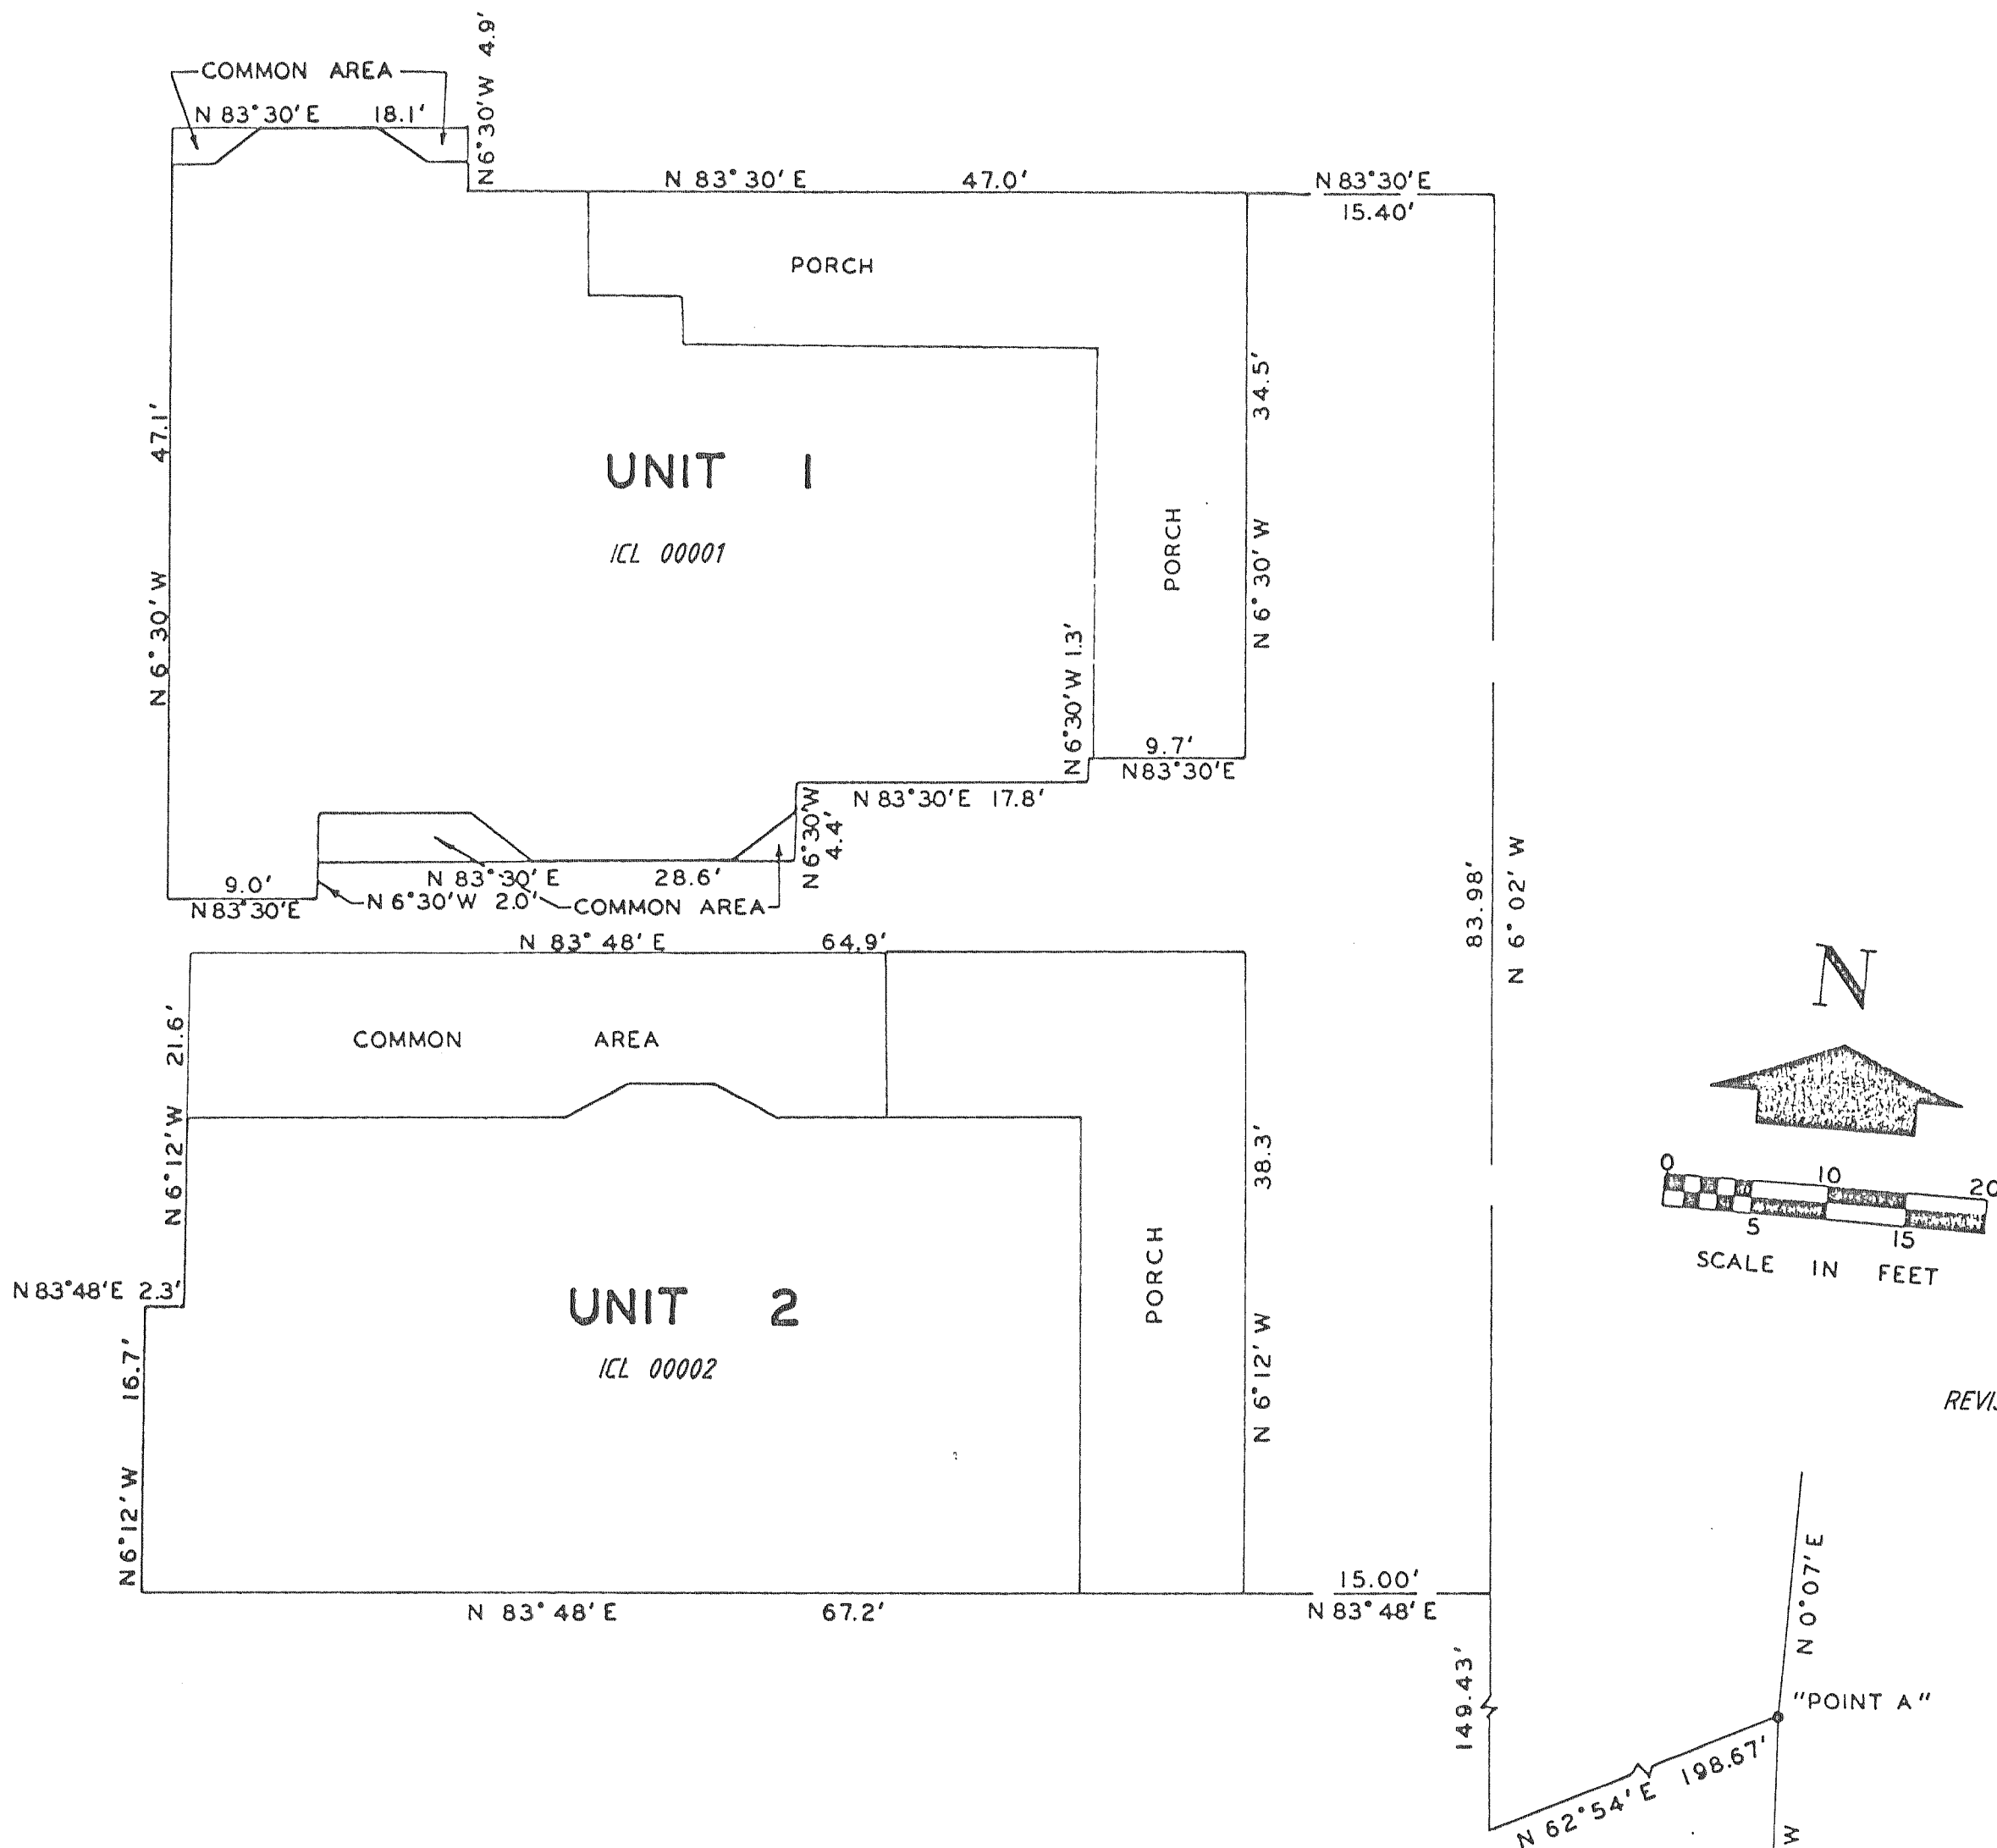 N 6°30'W 4.9'
COMMON AREA
N 83°30'E 18.1'
N 83°30'E 47.0'
N 83°30'E
15.40'
PORCH
47.1'
N 6°30'W
34.5'
N 6°30'W
UNIT 1
ICL 00001
PORCH
N 6°30'W 1.3'
9.7'
N83°30'E
N 83°30'E 17.8'
N 6°30'W
4.4'
9.0'
N83°30'E
N 83°30'E 28.6'
N 6°30'W 2.0'
COMMON AREA
83.98'
N 6°02' W
N 83°48' E 64.9'
21.6'
N 6°12'W
COMMON AREA
N
0 10 20
5 15
SCALE IN FEET
38.3'
N 6°12' W
PORCH
N 83°48'E 2.3'
UNIT 2
ICL 00002
16.7'
N 6°12' W
N 83°48' E 67.2'
15.00'
N 83°48' E
N 0°07' E
149.43'
"POINT A"
N 62°54' E 198.67'
W